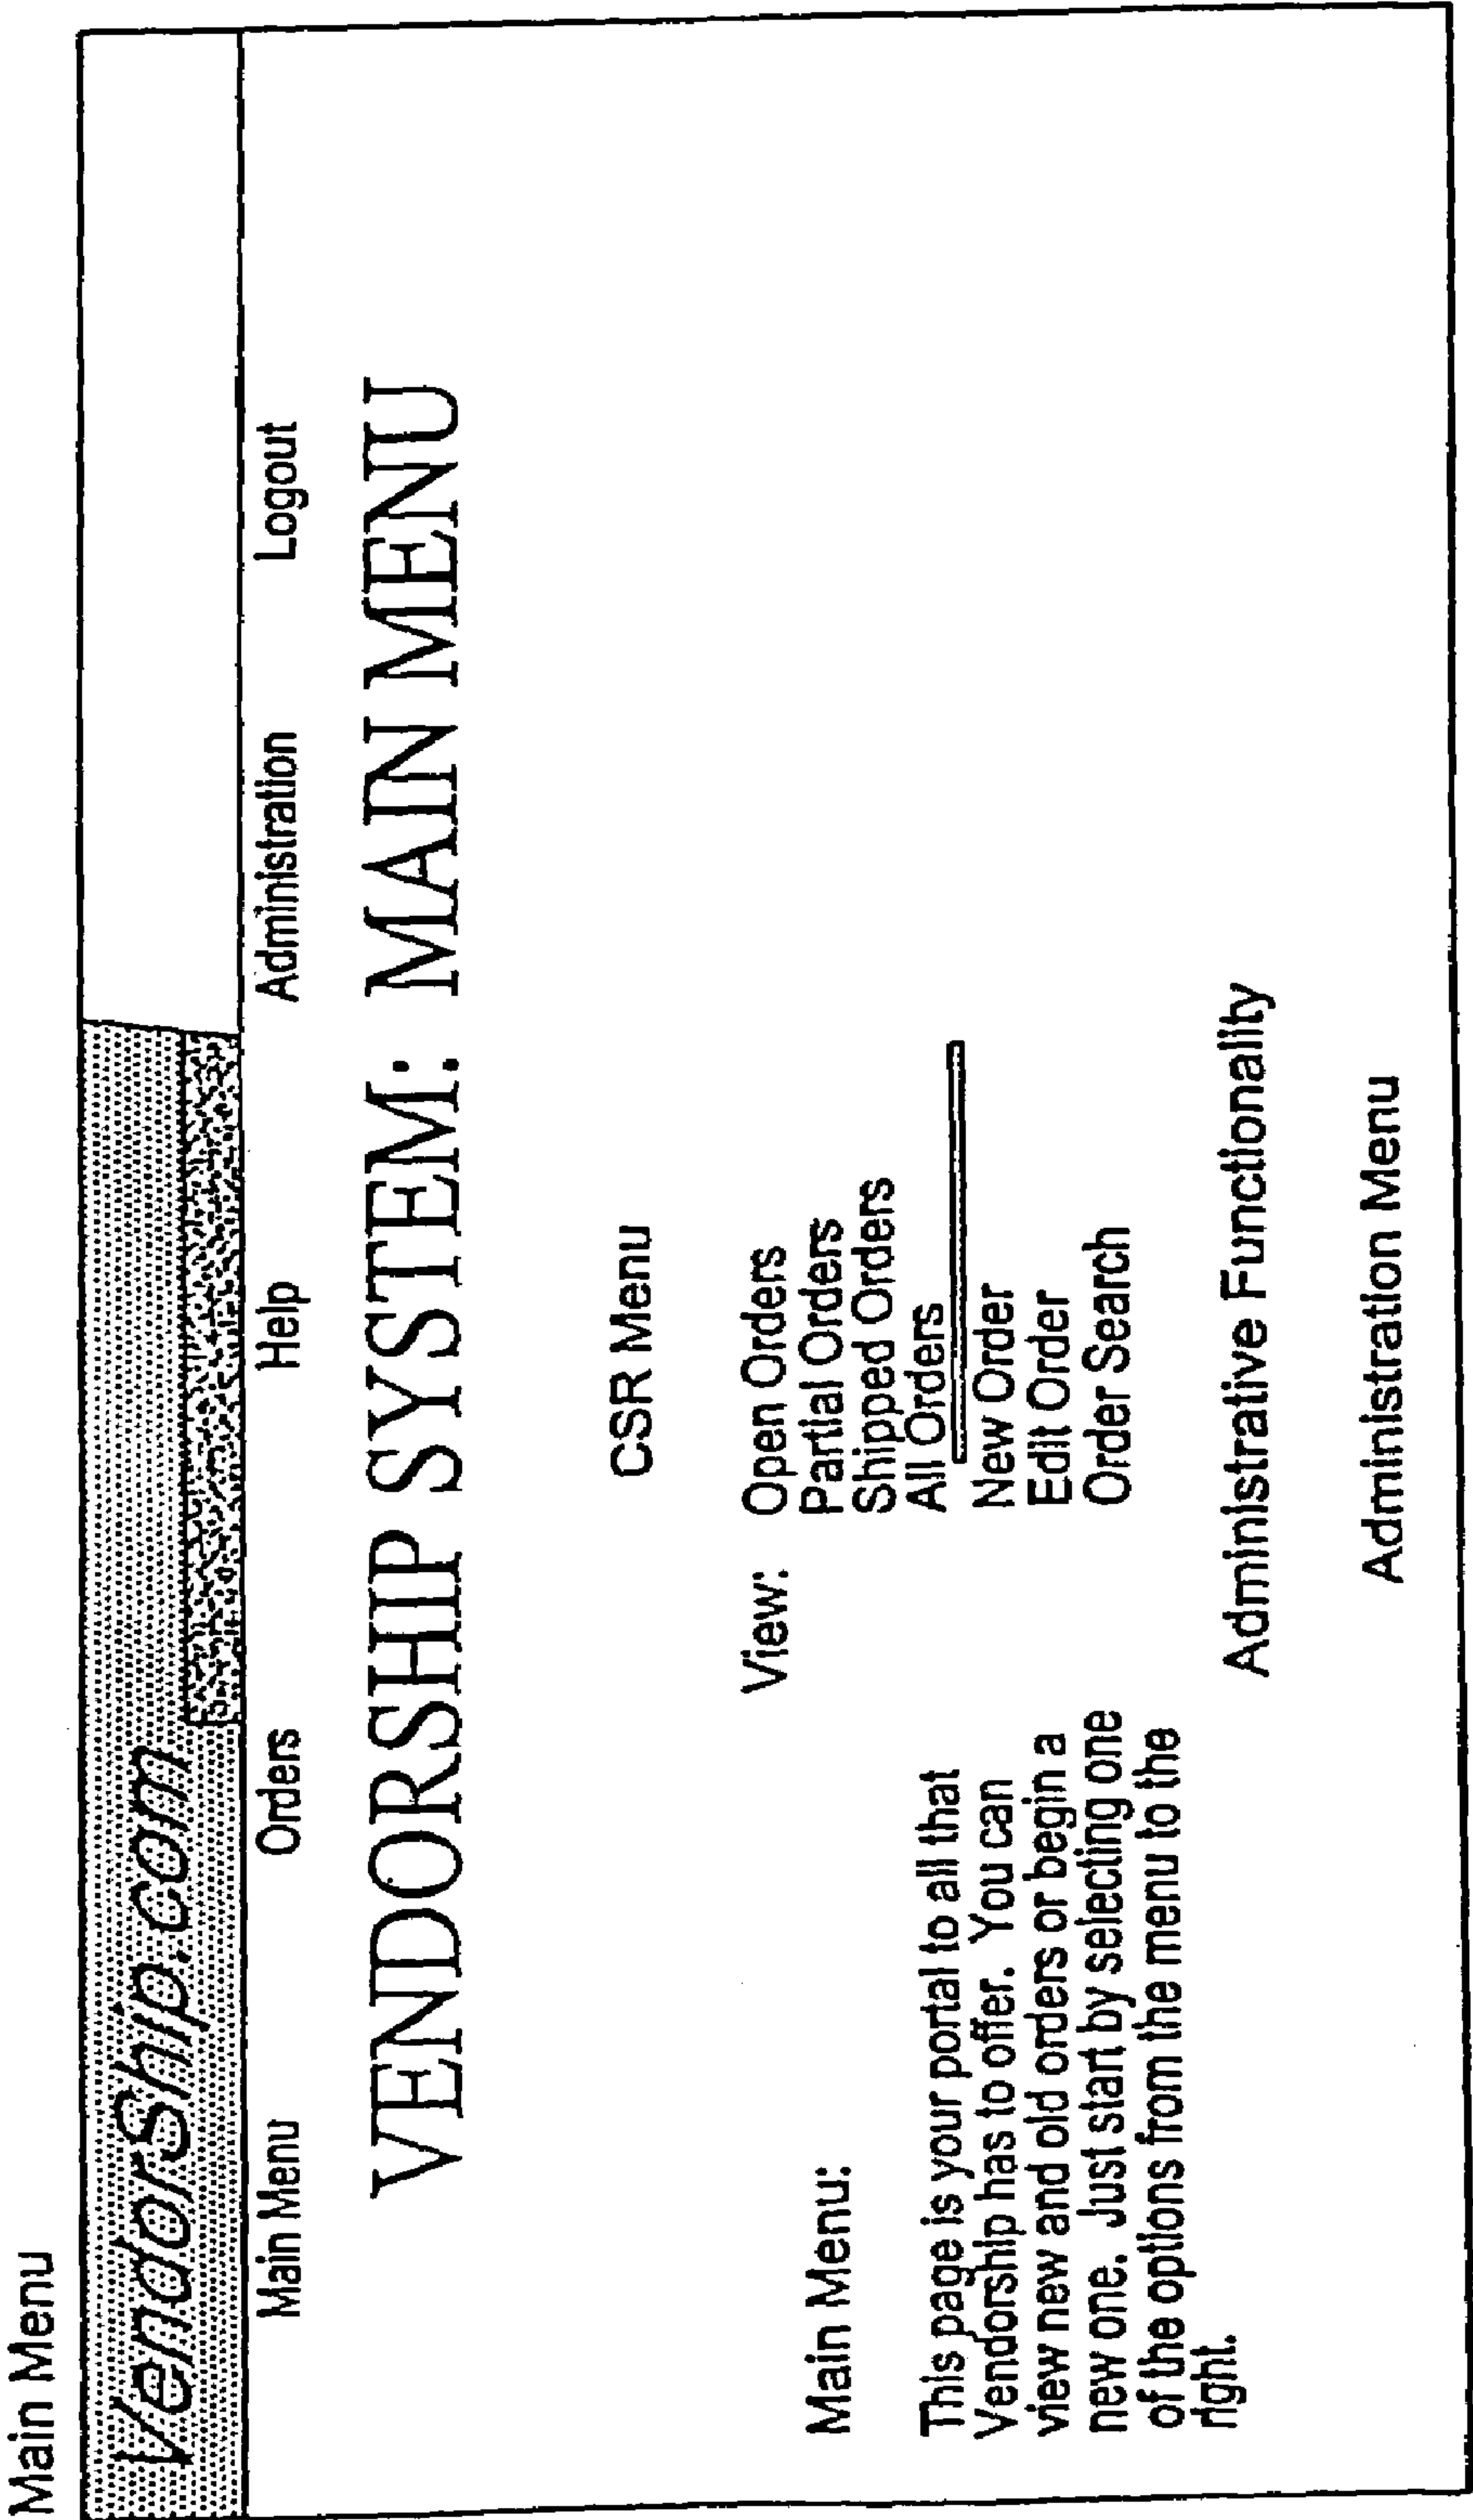 Main Menu
VendorShip.com
Main Menu Orders Help Administration Logout
VENDORSHIP SYSTEM: MAIN MENU
CSR Menu
Main Menu:
This page is your portal to all that
Vendorship has to offer. You can
view new and old orders or begin a
new one. Just start by selecting one
of the options from the menu to the
right.
View: Open Orders
Partial Orders
Shipped Orders
All Orders
New Order
Edit Order
Order Search
Administrative Functionality
Administration Menu